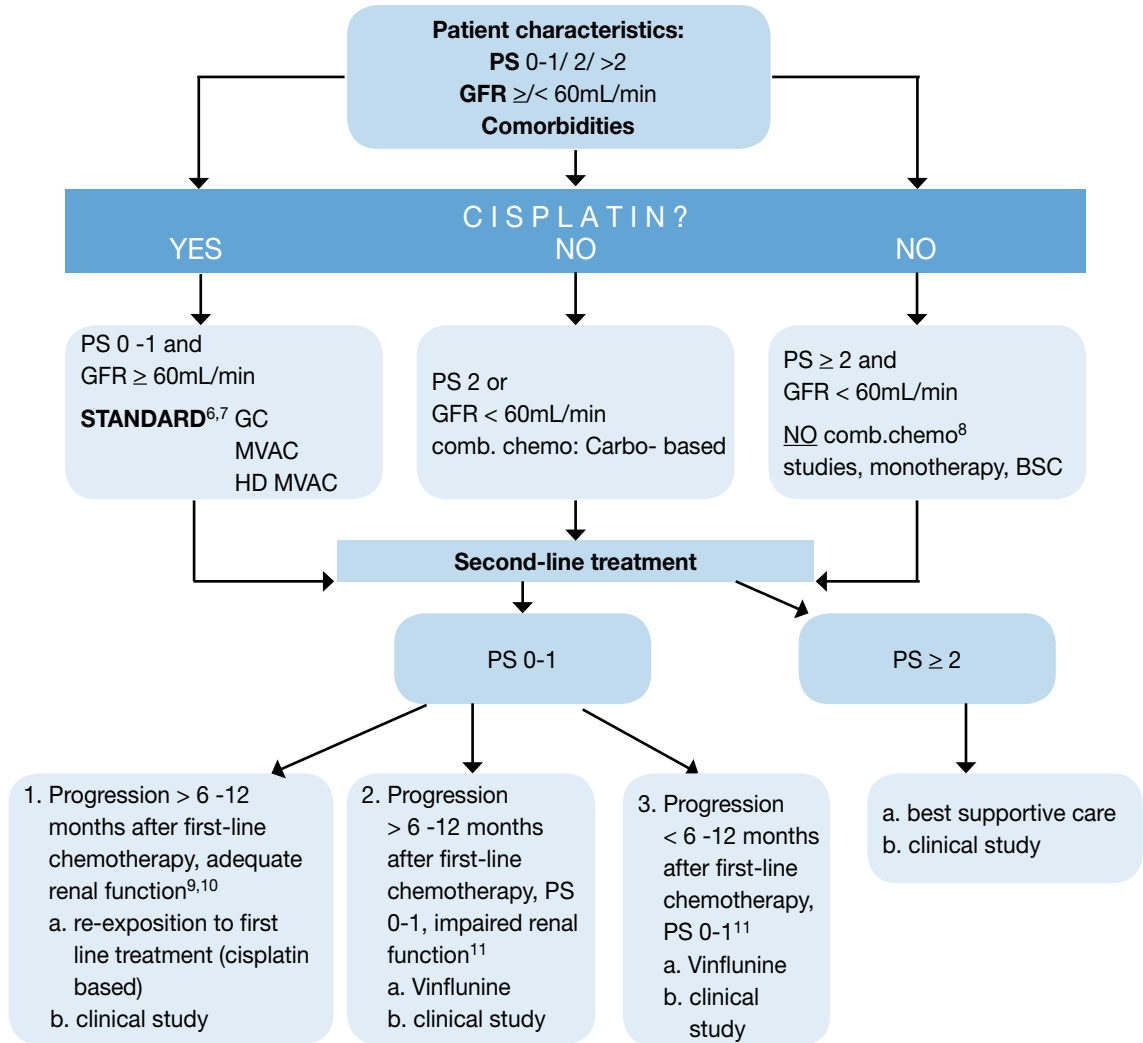 Patient characteristics:
PS 0-1/ 2/ >2
GFR ≥/< 60mL/min
Comorbidities
CISPLATIN?
YES
NO
NO
PS 0 -1 and
GFR ≥ 60mL/min
STANDARD6,7 GC
MVAC
HD MVAC
PS 2 or
GFR < 60mL/min
comb. chemo: Carbo- based
PS ≥ 2 and
GFR < 60mL/min
NO comb.chemo8
studies, monotherapy, BSC
Second-line treatment
PS 0-1
PS ≥ 2
1. Progression > 6 -12
months after first-line
chemotherapy, adequate
renal function9,10
a. re-exposition to first
line treatment (cisplatin
based)
b. clinical study
2. Progression
> 6 -12 months
after first-line
chemotherapy, PS
0-1, impaired renal
function11
a. Vinflunine
b. clinical study
3. Progression
< 6 -12 months
after first-line
chemotherapy,
PS 0-111
a. Vinflunine
b. clinical
study
a. best supportive care
b. clinical study